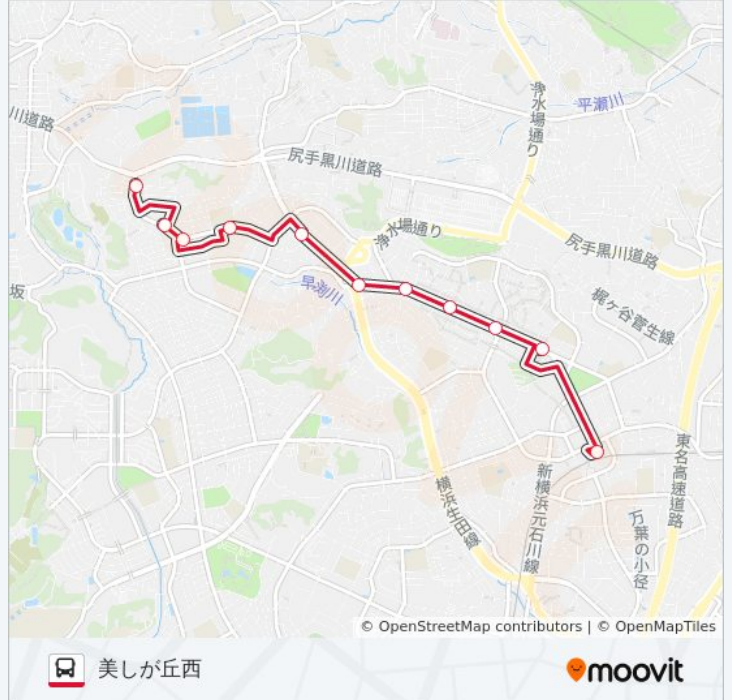 浄水場通り
平瀬川
川道路
尻手黒川道路
浄水場通り
尻手黒川道路
早渕川
坂
梶ヶ谷菅生線
東名高速道路
横浜生田線
新横浜元石川線
万葉の小径
© OpenStreetMap contributors | © OpenMapTiles
美しが丘西
moovit